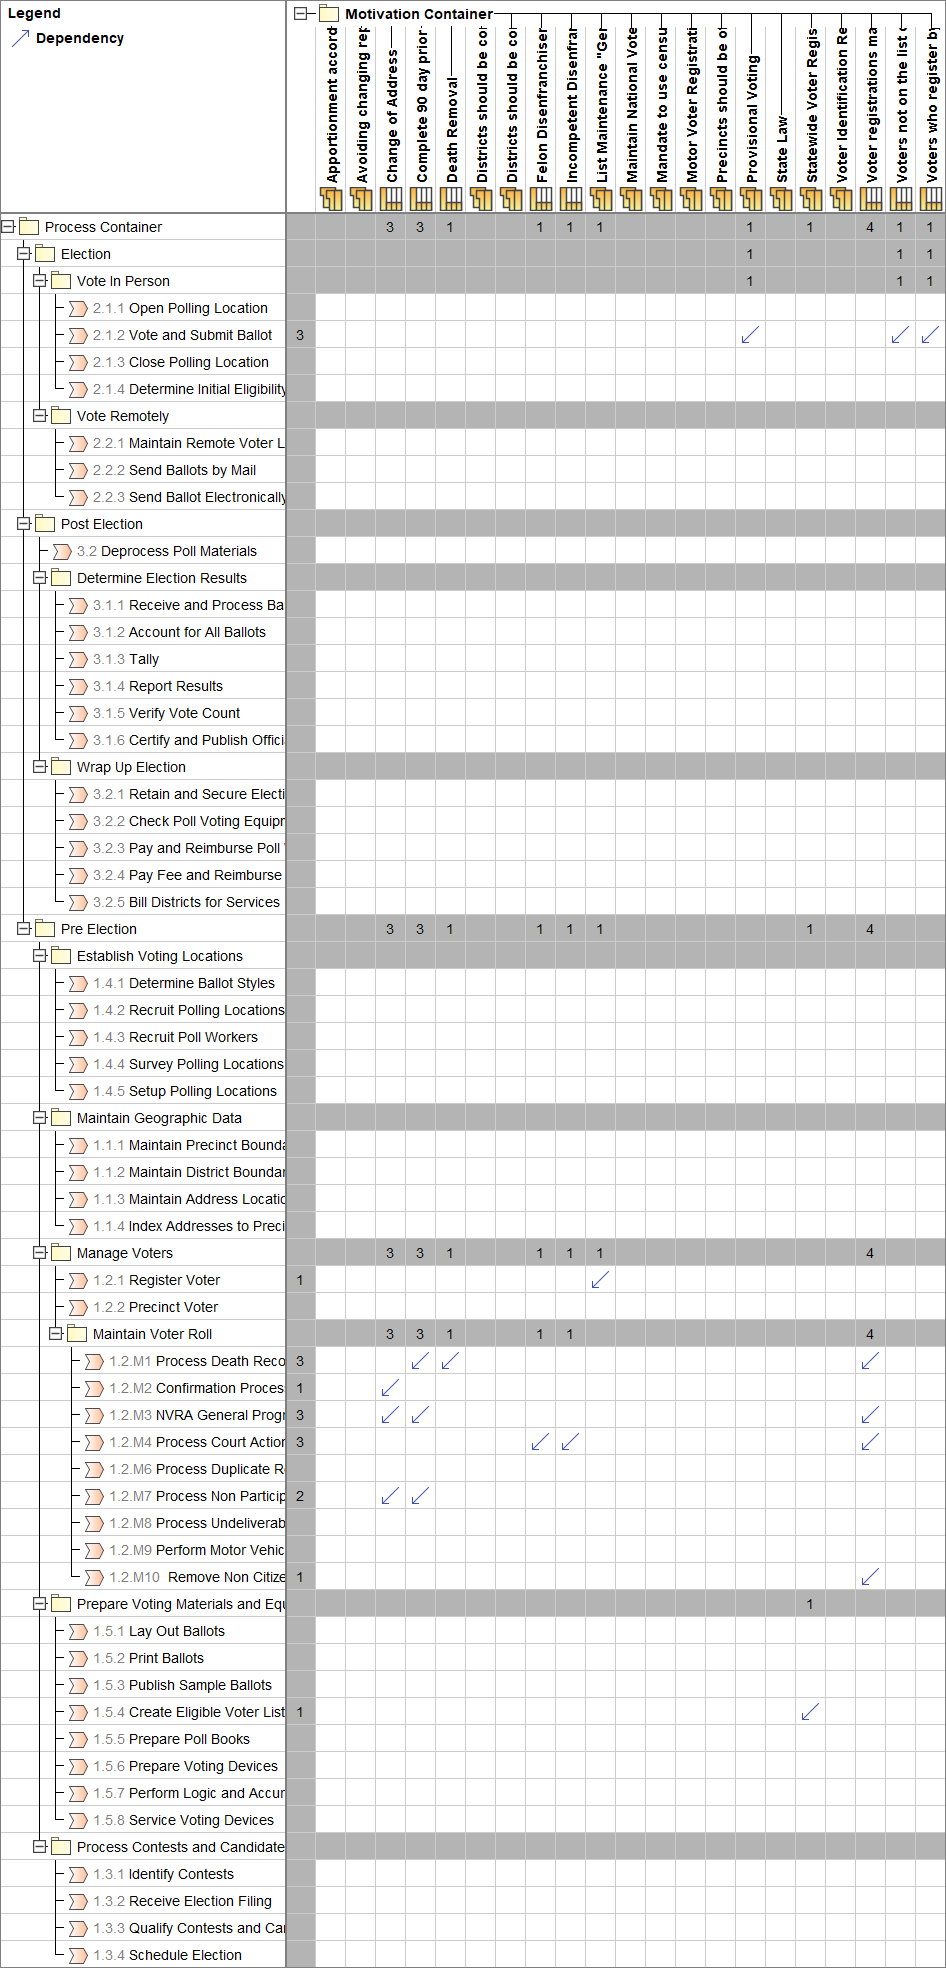 Legend
Dependency
Motivation Container
Apportionment accord
Avoiding changing rep
Change of Address
Complete 90 day prior
Death Removal
Districts should be co
Districts should be co
Felon Disenfranchiser
Incompetent Disenfran
List Maintenance "Ger
Maintain National Vote
Mandate to use censu
Motor Voter Registrati
Precincts should be o
Provisional Voting
State Law
Statewide Voter Regis
Voter Identification Re
Voter registrations ma
Voters not on the list
Voters who register by
Process Container 3 3 1 1 1 1 1 1 4 1 1
Election 1 1 1
Vote In Person 1 1 1
2.1.1 Open Polling Location
2.1.2 Vote and Submit Ballot 3
2.1.3 Close Polling Location
2.1.4 Determine Initial Eligibility
Vote Remotely
2.2.1 Maintain Remote Voter L
2.2.2 Send Ballots by Mail
2.2.3 Send Ballot Electronically
Post Election
3.2 Deprocess Poll Materials
Determine Election Results
3.1.1 Receive and Process Ba
3.1.2 Account for All Ballots
3.1.3 Tally
3.1.4 Report Results
3.1.5 Verify Vote Count
3.1.6 Certify and Publish Offici
Wrap Up Election
3.2.1 Retain and Secure Electi
3.2.2 Check Poll Voting Equipr
3.2.3 Pay and Reimburse Poll
3.2.4 Pay Fee and Reimburse
3.2.5 Bill Districts for Services
Pre Election 3 3 1 1 1 1 1 4
Establish Voting Locations
1.4.1 Determine Ballot Styles
1.4.2 Recruit Polling Locations
1.4.3 Recruit Poll Workers
1.4.4 Survey Polling Locations
1.4.5 Setup Polling Locations
Maintain Geographic Data
1.1.1 Maintain Precinct Bounda
1.1.2 Maintain District Boundar
1.1.3 Maintain Address Locatio
1.1.4 Index Addresses to Preci
Manage Voters 3 3 1 1 1 1 4
1.2.1 Register Voter 1
1.2.2 Precinct Voter
Maintain Voter Roll 3 3 1 1 1 4
1.2.M1 Process Death Reco 3
1.2.M2 Confirmation Proces 1
1.2.M3 NVRA General Progr 3
1.2.M4 Process Court Action 3
1.2.M6 Process Duplicate Re
1.2.M7 Process Non Particip 2
1.2.M8 Process Undeliverab
1.2.M9 Perform Motor Vehic
1.2.M10 Remove Non Citize 1
Prepare Voting Materials and Equ 1
1.5.1 Lay Out Ballots
1.5.2 Print Ballots
1.5.3 Publish Sample Ballots
1.5.4 Create Eligible Voter List 1
1.5.5 Prepare Poll Books
1.5.6 Prepare Voting Devices
1.5.7 Perform Logic and Accur
1.5.8 Service Voting Devices
Process Contests and Candidate
1.3.1 Identify Contests
1.3.2 Receive Election Filing
1.3.3 Qualify Contests and Ca
1.3.4 Schedule Election